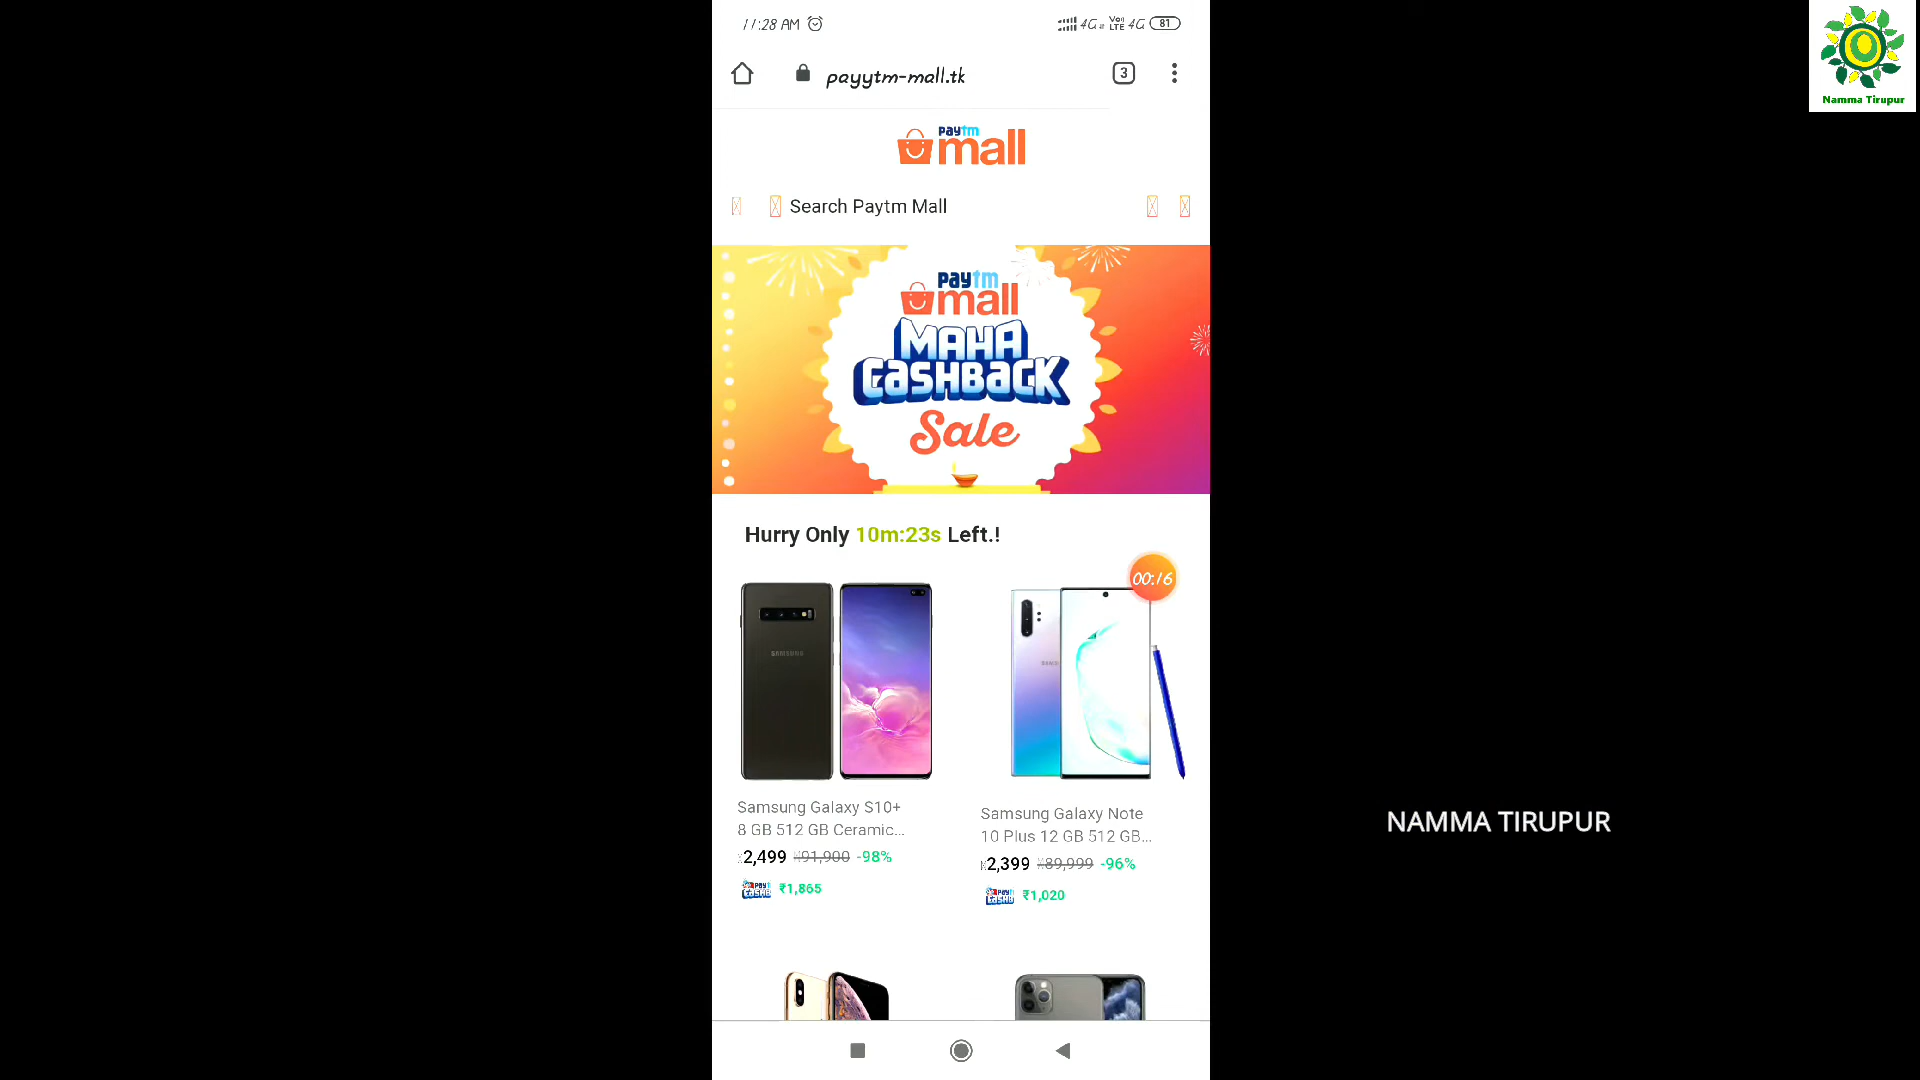 11:28 AM
4G Vo) LTE 4G 81
Namma Tirupur
payytm-mall.tk
3
paytm
mall
Search Paytm Mall
paytm
mall
MAHA
CASHBACK
Sale
Hurry Only 10m:23s Left.!
00:16
SAMSUNG
Samsung Galaxy S10+
8 GB 512 GB Ceramic...
2,499 91,900 -98%
₹1,865
Samsung Galaxy Note
10 Plus 12 GB 512 GB...
2,399 89,999 -96%
₹1,020
NAMMA TIRUPUR